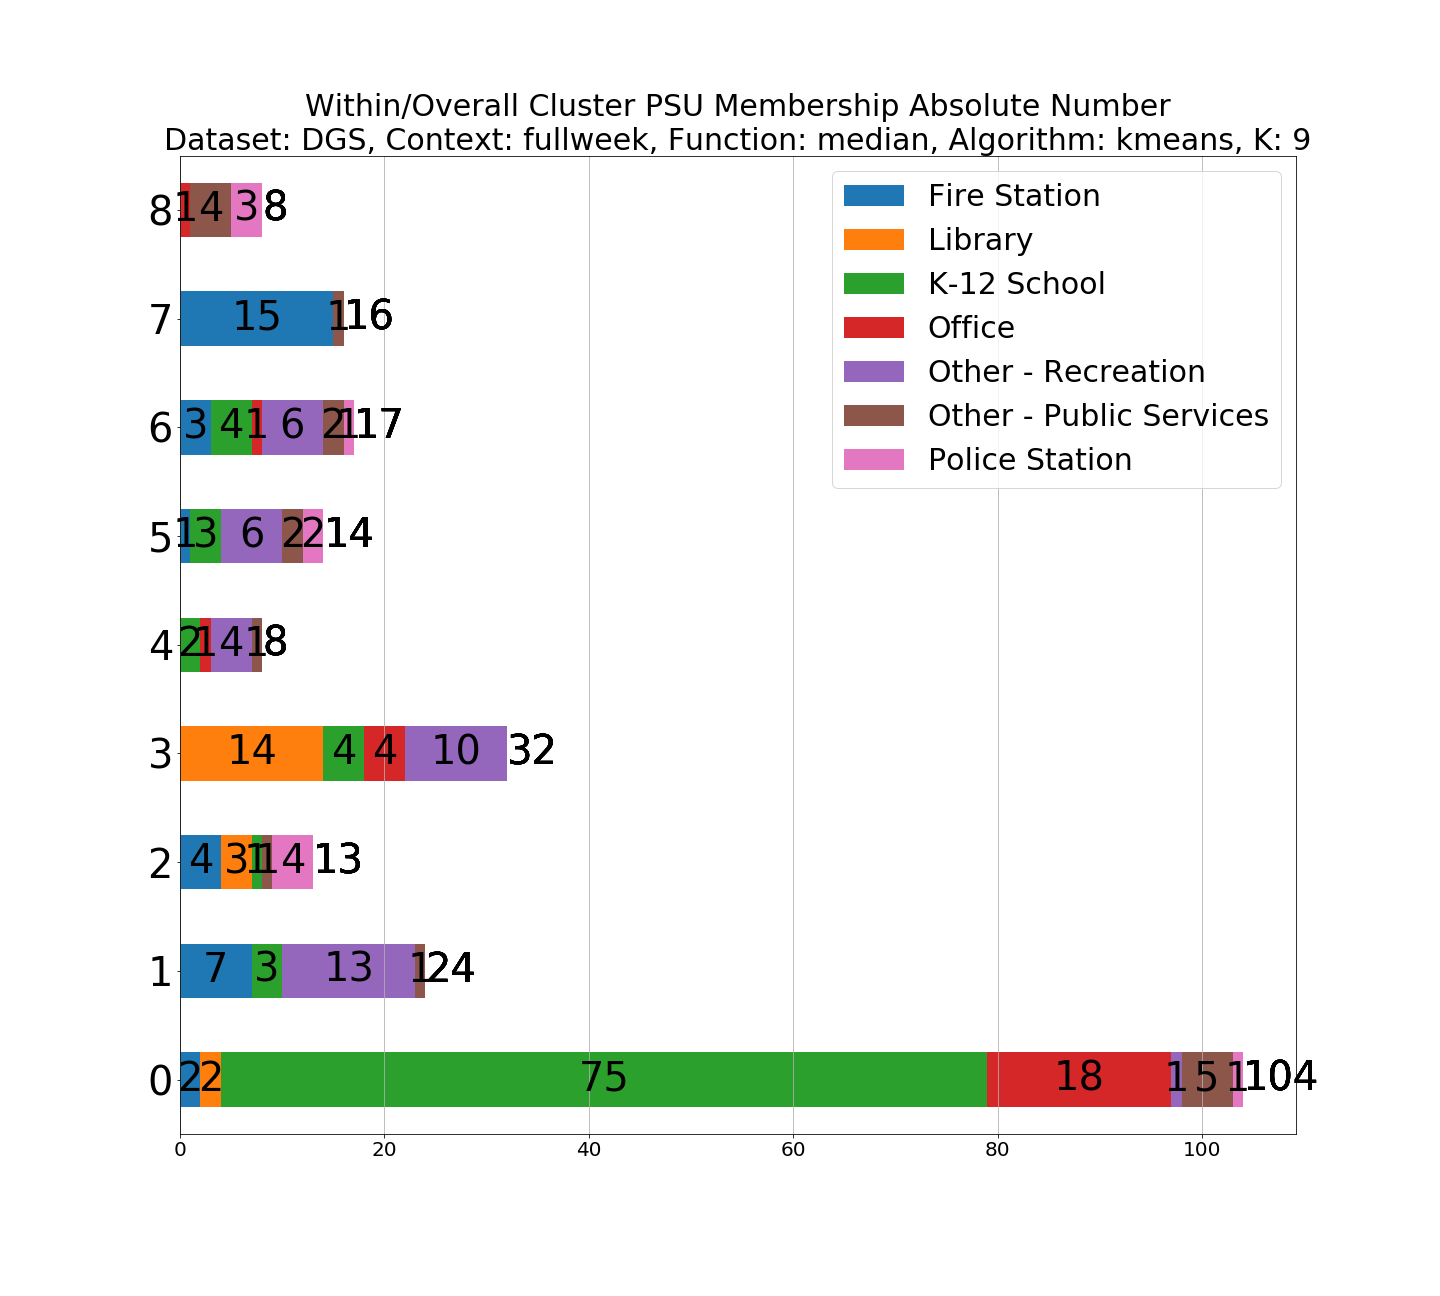 Within/Overall Cluster PSU Membership Absolute Number
Dataset: DGS, Context: fullweek, Function: median, Algorithm: kmeans, K: 9
Fire Station
Library
K-12 School
Office
Other - Recreation
Other - Public Services
Police Station
8 1 4 3 8
7 15 1 16
6 3 4 1 6 2 1 17
5 1 3 6 2 2 14
4 2 1 4 1 8
3 14 4 4 10 32
2 4 3 1 1 4 13
1 7 3 13 1 24
0 2 2 75 18 1 5 1 104
0 20 40 60 80 100